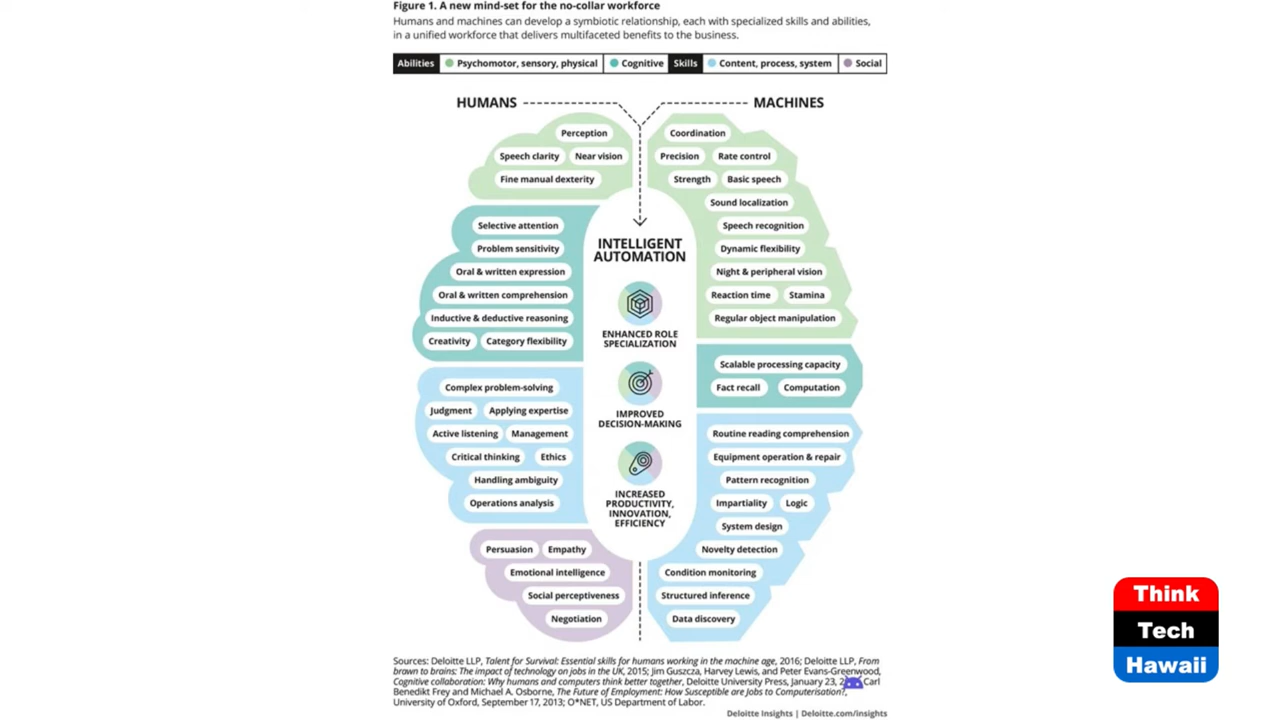 Figure 1. A new mind-set for the no-collar workforce
Humans and machines can develop a symbiotic relationship, each with specialized skills and abilities,
in a unified workforce that delivers multifaceted benefits to the business.
Abilities Psychomotor, sensory, physical Cognitive Skills Content, process, system Social
HUMANS MACHINES
Perception
Speech clarity Near vision
Fine manual dexterity
Selective attention
Problem sensitivity
Oral & written expression
Oral & written comprehension
Inductive & deductive reasoning
Creativity Category flexibility
Complex problem-solving
Judgment Applying expertise
Active listening Management
Critical thinking Ethics
Handling ambiguity
Operations analysis
Persuasion Empathy
Emotional intelligence
Social perceptiveness
Negotiation
INTELLIGENT
AUTOMATION
ENHANCED ROLE
SPECIALIZATION
IMPROVED
DECISION-MAKING
INCREASED
PRODUCTIVITY,
INNOVATION,
EFFICIENCY
Coordination
Precision Rate control
Strength Basic speech
Sound localization
Speech recognition
Dynamic flexibility
Night & peripheral vision
Reaction time Stamina
Regular object manipulation
Scalable processing capacity
Fact recall Computation
Routine reading comprehension
Equipment operation & repair
Pattern recognition
Impartiality Logic
System design
Novelty detection
Condition monitoring
Structured inference
Data discovery
Sources: Deloitte LLP, Talent for Survival: Essential skills for humans working in the machine age, 2016; Deloitte LLP, From
brawn to brains: The impact of technology on jobs in the UK, 2015; Jim Guszcza, Harvey Lewis, and Peter Evans-Greenwood,
Cognitive collaboration: Why humans and computers think better together, Deloitte University Press, January 23, Carl
Benedikt Frey and Michael A. Osborne, The Future of Employment: How Susceptible are Jobs to Computerisation?,
University of Oxford, September 17, 2013; O*NET, US Department of Labor.
Deloitte Insights | Deloitte.com/insights
Think
Tech
Hawaii